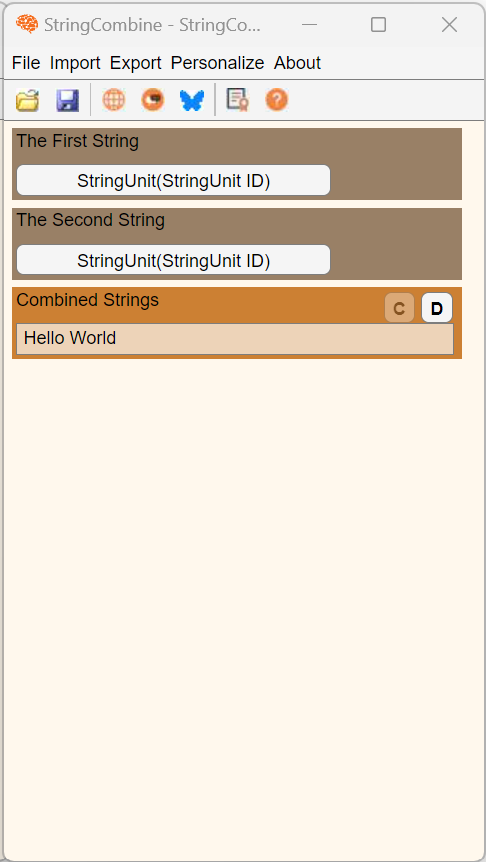 StringCombine - StringCo...
File Import Export Personalize About
The First String
StringUnit(StringUnit ID)
The Second String
StringUnit(StringUnit ID)
Combined Strings
C D
Hello World